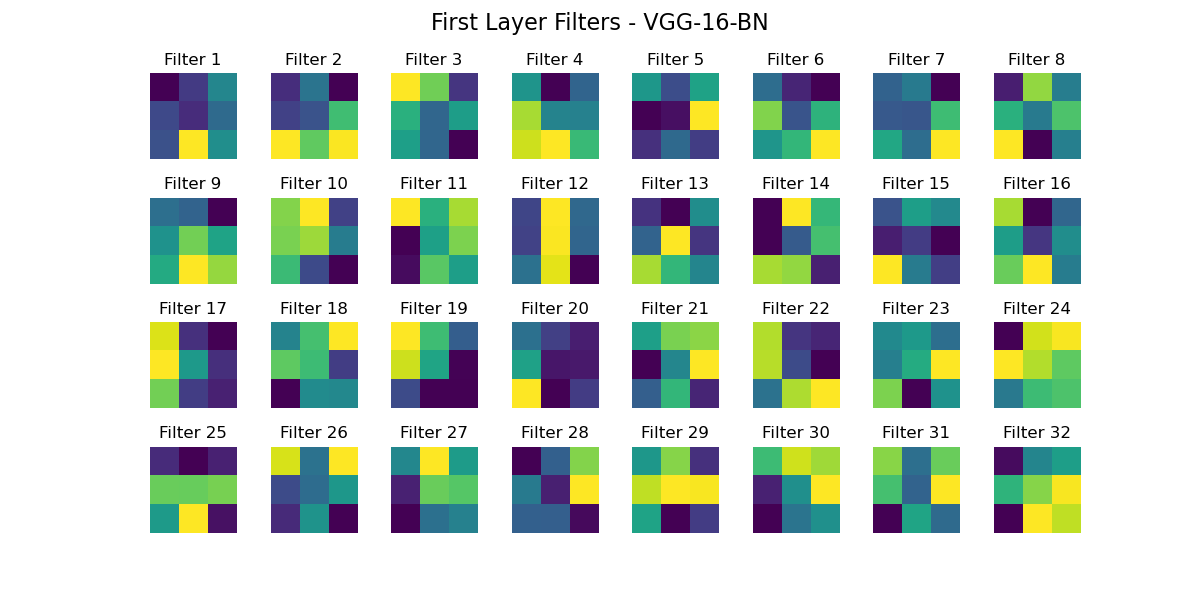 First Layer Filters - VGG-16-BN
Filter 1 Filter 2 Filter 3 Filter 4 Filter 5 Filter 6 Filter 7 Filter 8
Filter 9 Filter 10 Filter 11 Filter 12 Filter 13 Filter 14 Filter 15 Filter 16
Filter 17 Filter 18 Filter 19 Filter 20 Filter 21 Filter 22 Filter 23 Filter 24
Filter 25 Filter 26 Filter 27 Filter 28 Filter 29 Filter 30 Filter 31 Filter 32